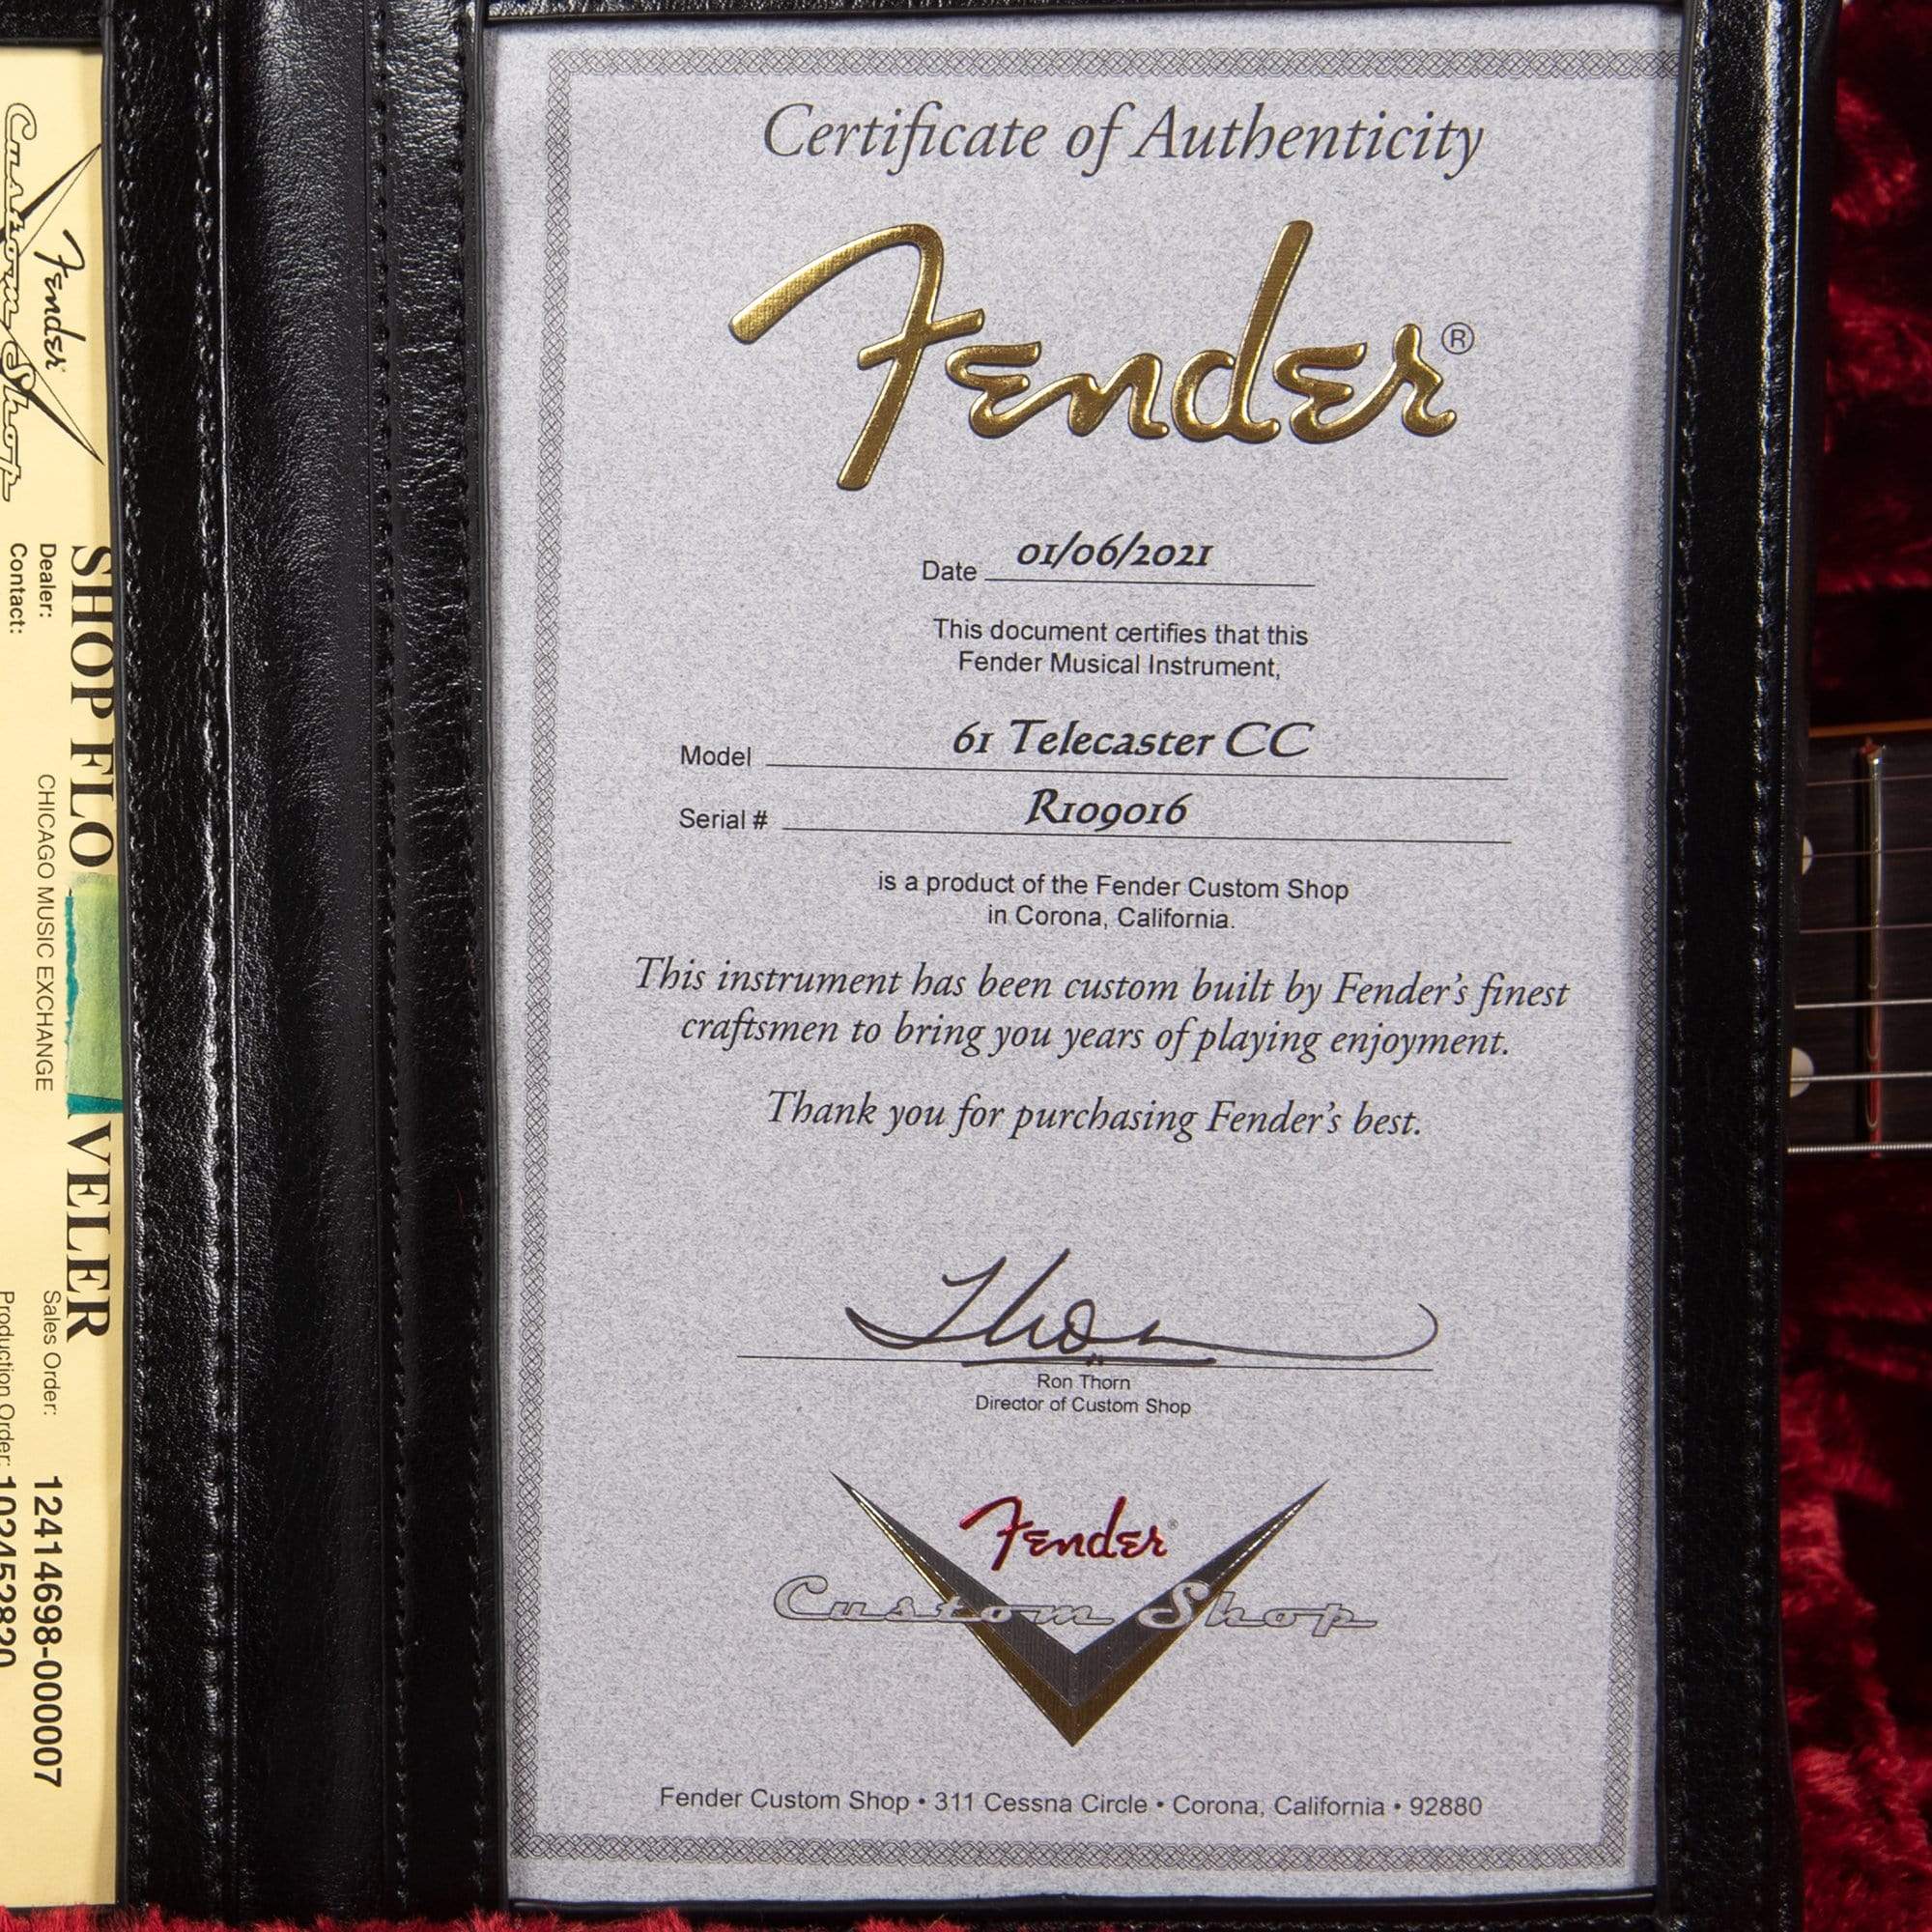 Fender
Custom Shop
SHOP FLO
VELER
Dealer:
CHICAGO MUSIC EXCHANGE
Sales Order:
12414698-000007
Contact:
Production Order:
Certificate of Authenticity
Fender®
Date 01/06/2021
This document certifies that this
Fender Musical Instrument,
Model 61 Telecaster CC
Serial # R109016
is a product of the Fender Custom Shop
in Corona, California.
This instrument has been custom built by Fender's finest
craftsmen to bring you years of playing enjoyment.
Thank you for purchasing Fender's best.
Ron Thorn
Director of Custom Shop
Fender®
Custom Shop
Fender Custom Shop • 311 Cessna Circle • Corona, California • 92880